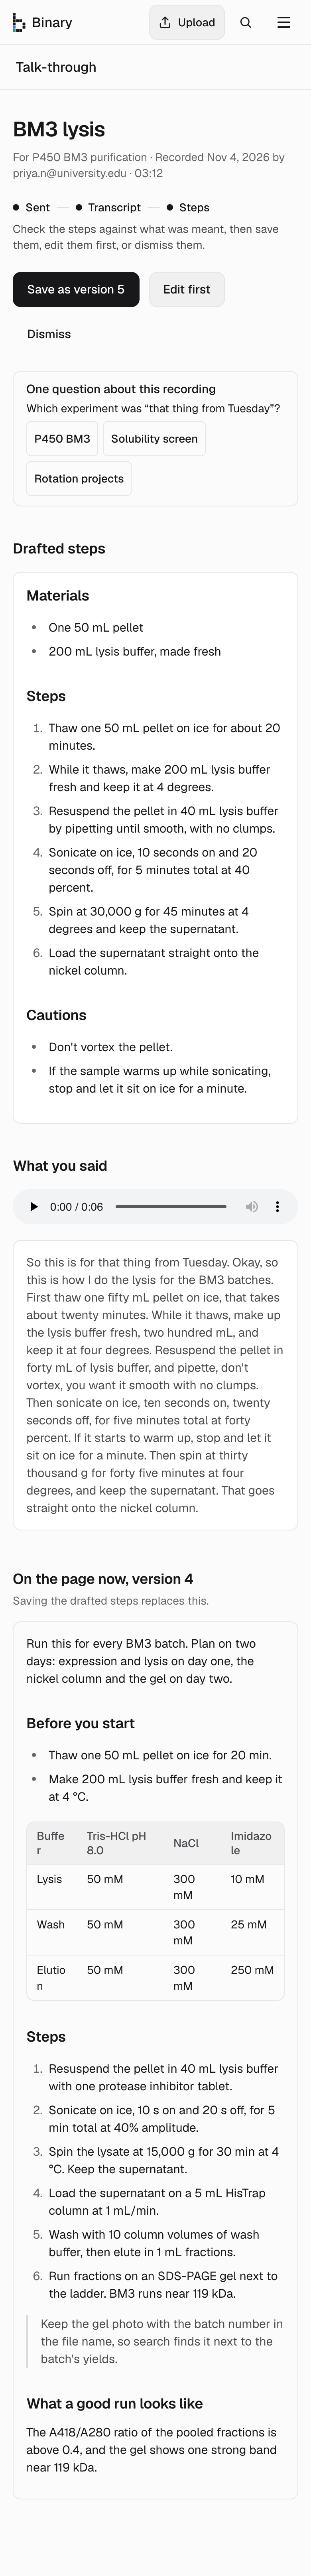 Binary
Upload
Talk-through
BM3 lysis
For P450 BM3 purification · Recorded Nov 4, 2026 by
priya.n@university.edu · 03:12
Sent
Transcript
Steps
Check the steps against what was meant, then save
them, edit them first, or dismiss them.
Save as version 5
Edit first
Dismiss
One question about this recording
Which experiment was “that thing from Tuesday”?
P450 BM3
Solubility screen
Rotation projects
Drafted steps
Materials
• One 50 mL pellet
• 200 mL lysis buffer, made fresh
Steps
1. Thaw one 50 mL pellet on ice for about 20
minutes.
2. While it thaws, make 200 mL lysis buffer
fresh and keep it at 4 degrees.
3. Resuspend the pellet in 40 mL lysis buffer
by pipetting until smooth, with no clumps.
4. Sonicate on ice, 10 seconds on and 20
seconds off, for 5 minutes total at 40
percent.
5. Spin at 30,000 g for 45 minutes at 4
degrees and keep the supernatant.
6. Load the supernatant straight onto the
nickel column.
Cautions
• Don't vortex the pellet.
• If the sample warms up while sonicating,
stop and let it sit on ice for a minute.
What you said
0:00 / 0:06
So this is for that thing from Tuesday. Okay, so
this is how I do the lysis for the BM3 batches.
First thaw one fifty mL pellet on ice, that takes
about twenty minutes. While it thaws, make up
the lysis buffer fresh, two hundred mL, and
keep it at four degrees. Resuspend the pellet in
forty mL of lysis buffer, and pipette, don't
vortex, you want it smooth with no clumps.
Then sonicate on ice, ten seconds on, twenty
seconds off, for five minutes total at forty
percent. If it starts to warm up, stop and let it
sit on ice for a minute. Then spin at thirty
thousand g for forty five minutes at four
degrees, and keep the supernatant. That goes
straight onto the nickel column.
On the page now, version 4
Saving the drafted steps replaces this.
Run this for every BM3 batch. Plan on two
days: expression and lysis on day one, the
nickel column and the gel on day two.
Before you start
• Thaw one 50 mL pellet on ice for 20 min.
• Make 200 mL lysis buffer fresh and keep it
at 4 °C.
Buffe
r
Tris-HCl pH
8.0
NaCl
Imidazo
le
Lysis
50 mM
300
mM
10 mM
Wash
50 mM
300
mM
25 mM
Elutio
n
50 mM
300
mM
250 mM
Steps
1. Resuspend the pellet in 40 mL lysis buffer
with one protease inhibitor tablet.
2. Sonicate on ice, 10 s on and 20 s off, for 5
min total at 40% amplitude.
3. Spin the lysate at 15,000 g for 30 min at 4
°C. Keep the supernatant.
4. Load the supernatant on a 5 mL HisTrap
column at 1 mL/min.
5. Wash with 10 column volumes of wash
buffer, then elute in 1 mL fractions.
6. Run fractions on an SDS-PAGE gel next to
the ladder. BM3 runs near 119 kDa.
Keep the gel photo with the batch number in
the file name, so search finds it next to the
batch's yields.
What a good run looks like
The A418/A280 ratio of the pooled fractions is
above 0.4, and the gel shows one strong band
near 119 kDa.